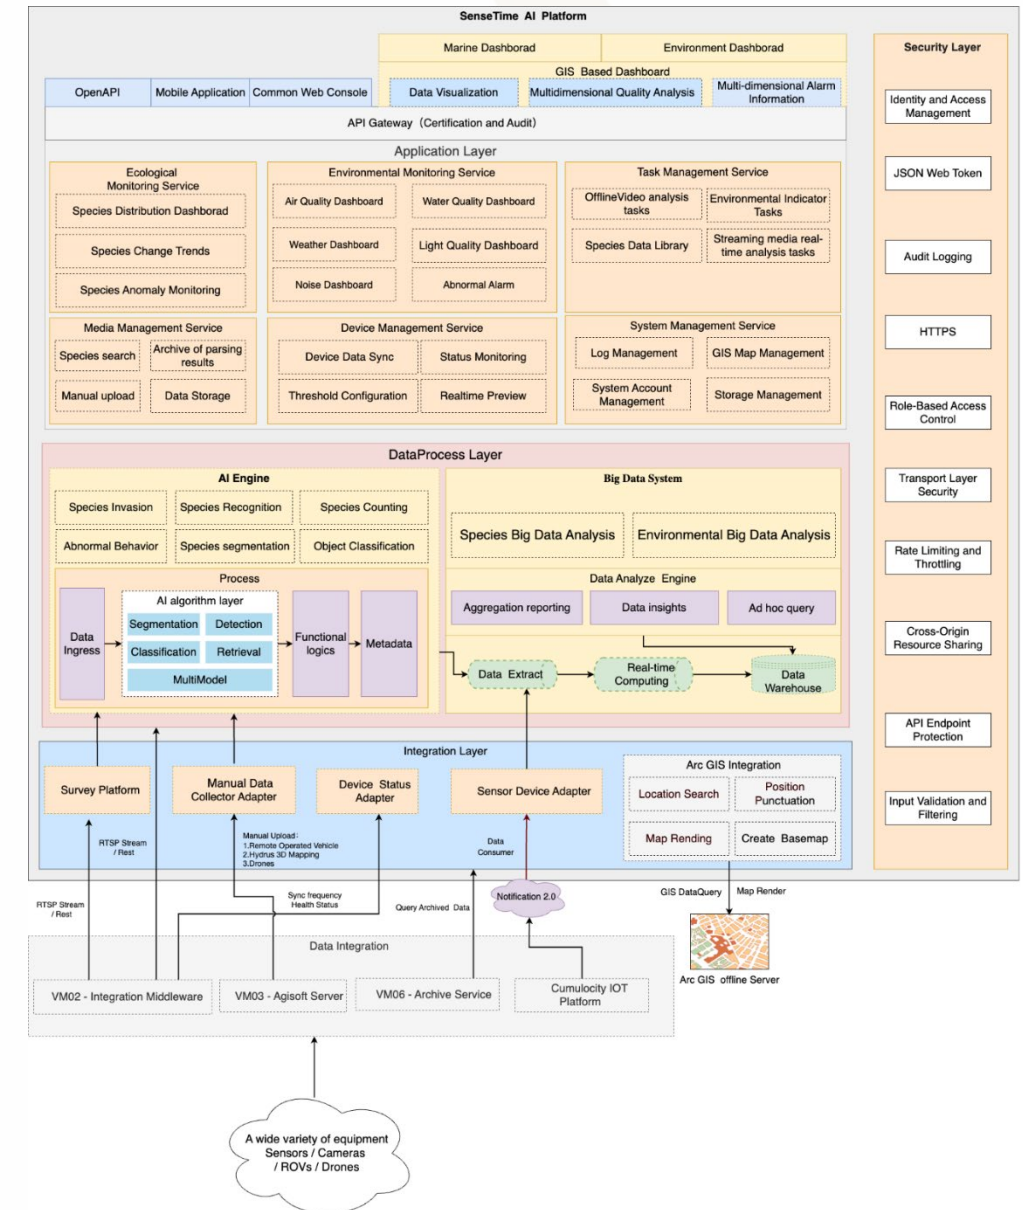 SenseTime AI Platform
Marine Dashborad
Environment Dashborad
GIS Based Dashboard
OpenAPI
Mobile Application
Common Web Console
Data Visualization
Multidimensional Quality Analysis
Multi-dimensional Alarm
Information
API Gateway（Certification and Audit）
Application Layer
Ecological
Monitoring Service
Species Distribution Dashborad
Species Change Trends
Species Anomaly Monitoring
Environmental Monitoring Service
Air Quality Dashboard
Water Quality Dashboard
Weather Dashboard
Light Quality Dashboard
Noise Dashboard
Abnormal Alarm
Task Management Service
OfflineVideo analysis
tasks
Environmental Indicator
Tasks
Species Data Library
Streaming media real-
time analysis tasks
Media Management Service
Species search
Archive of parsing
results
Manual upload
Data Storage
Device Management Service
Device Data Sync
Status Monitoring
Threshold Configuration
Realtime Preview
System Management Service
Log Management
GIS Map Management
System Account
Management
Storage Management
DataProcess Layer
AI Engine
Species Invasion
Species Recognition
Species Counting
Abnormal Behavior
Species segmentation
Object Classification
Process
Data
Ingress
AI algorithm layer
Segmentation
Detection
Classification
Retrieval
MultiModel
Functional
logics
Metadata
Big Data System
Species Big Data Analysis
Environmental Big Data Analysis
Data Analyze Engine
Aggregation reporting
Data insights
Ad hoc query
Data Extract
Real-time
Computing
Data
Warehouse
Integration Layer
Survey Platform
Manual Data
Collector Adapter
Device Status
Adapter
Sensor Device Adapter
Arc GIS Integration
Location Search
Position
Punctuation
Map Rending
Create Basemap
RTSP Stream
/ Rest
Manual Upload：
1.Remote Operated Vehicle
2.Hydrus 3D Mapping
3.Drones
Data
Consumer
RTSP Stream
/ Rest
Sync frequency
Health Status
Query Archived Data
Notification 2.0
GIS DataQuery
Map Render
Arc GIS offline Server
Data Integration
VM02 - Integration Middleware
VM03 - Agisoft Server
VM06 - Archive Service
Cumulocity IOT
Platform
A wide variety of equipment
Sensors / Cameras
/ ROVs / Drones
Security Layer
Identity and Access
Management
JSON Web Token
Audit Logging
HTTPS
Role-Based Access
Control
Transport Layer
Security
Rate Limiting and
Throttling
Cross-Origin
Resource Sharing
API Endpoint
Protection
Input Validation and
Filtering